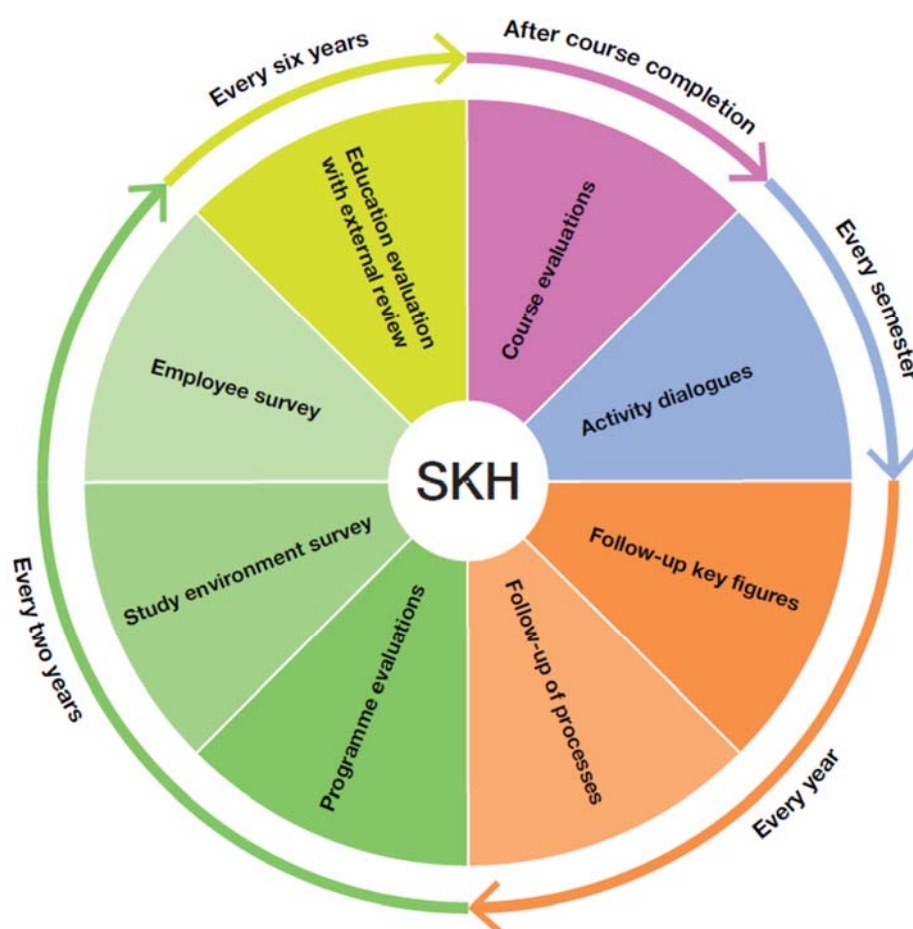 Every six years
After course completion
Every semester
Every year
Every two years
Education evaluation
with external review
Course evaluations
Activity dialogues
Follow-up key figures
Follow-up of processes
Programme evaluations
Study environment survey
Employee survey
SKH